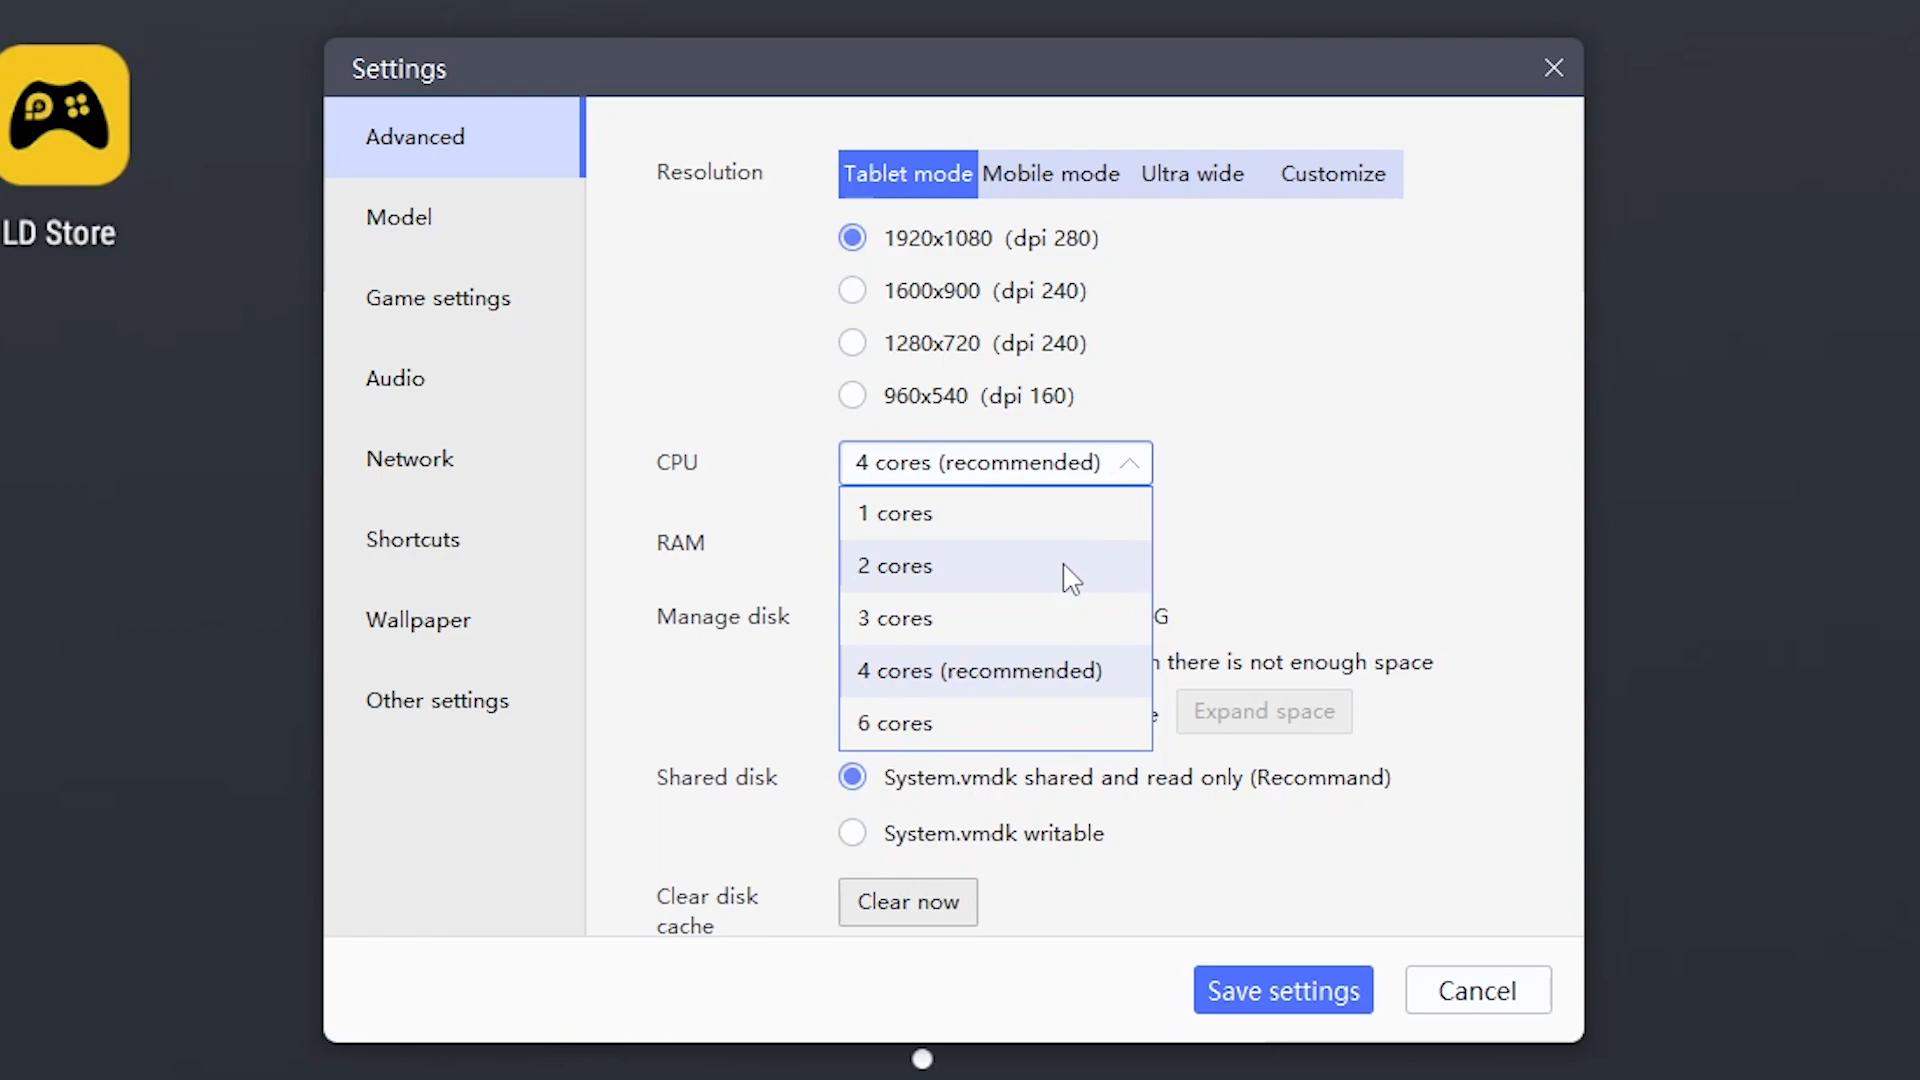 Settings
LD Store
Advanced
Model
Game settings
Audio
Network
Shortcuts
Wallpaper
Other settings
Resolution
Tablet mode Mobile mode Ultra wide Customize
1920x1080 (dpi 280)
1600x900 (dpi 240)
1280x720 (dpi 240)
960x540 (dpi 160)
CPU
4 cores (recommended)
1 cores
2 cores
3 cores
4 cores (recommended)
6 cores
RAM
Manage disk
G
there is not enough space
Expand space
Shared disk
System.vmdk shared and read only (Recommand)
System.vmdk writable
Clear disk
cache
Clear now
Save settings
Cancel